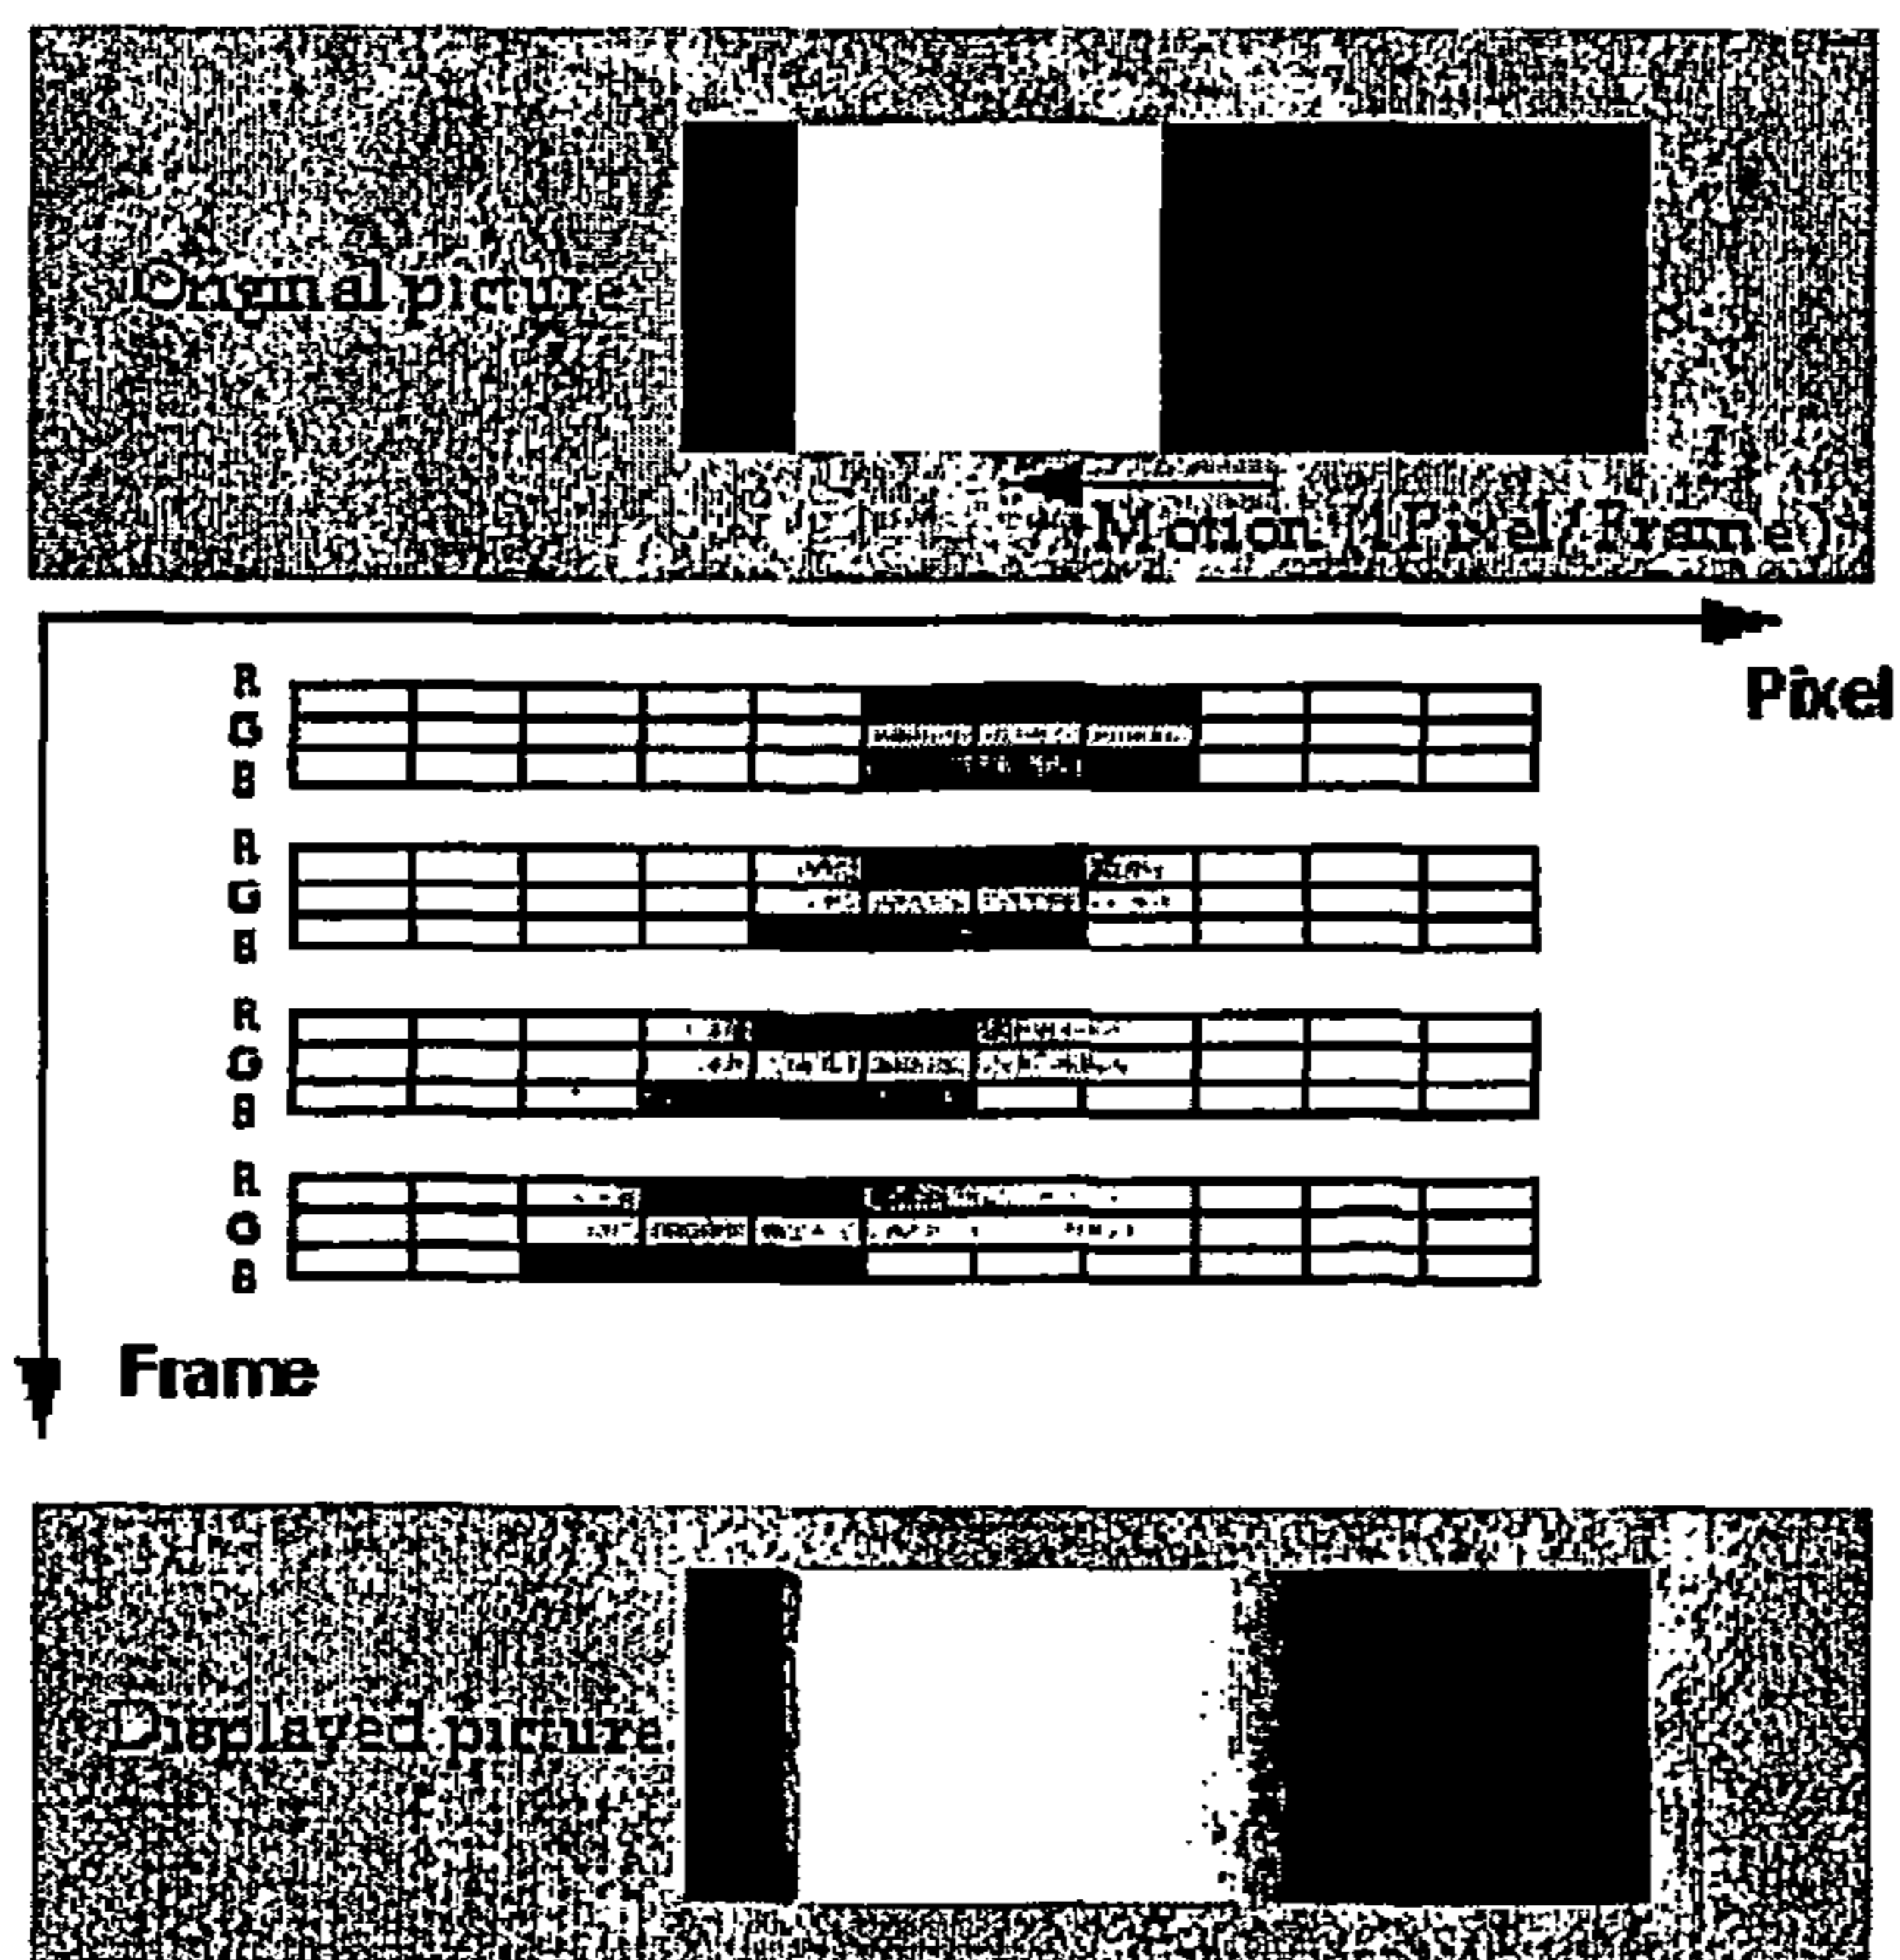 Original picture
Motion (1Pixel/Frame)
Pixel
R
G
B
R
G
B
R
G
B
R
G
B
Frame
Displayed picture